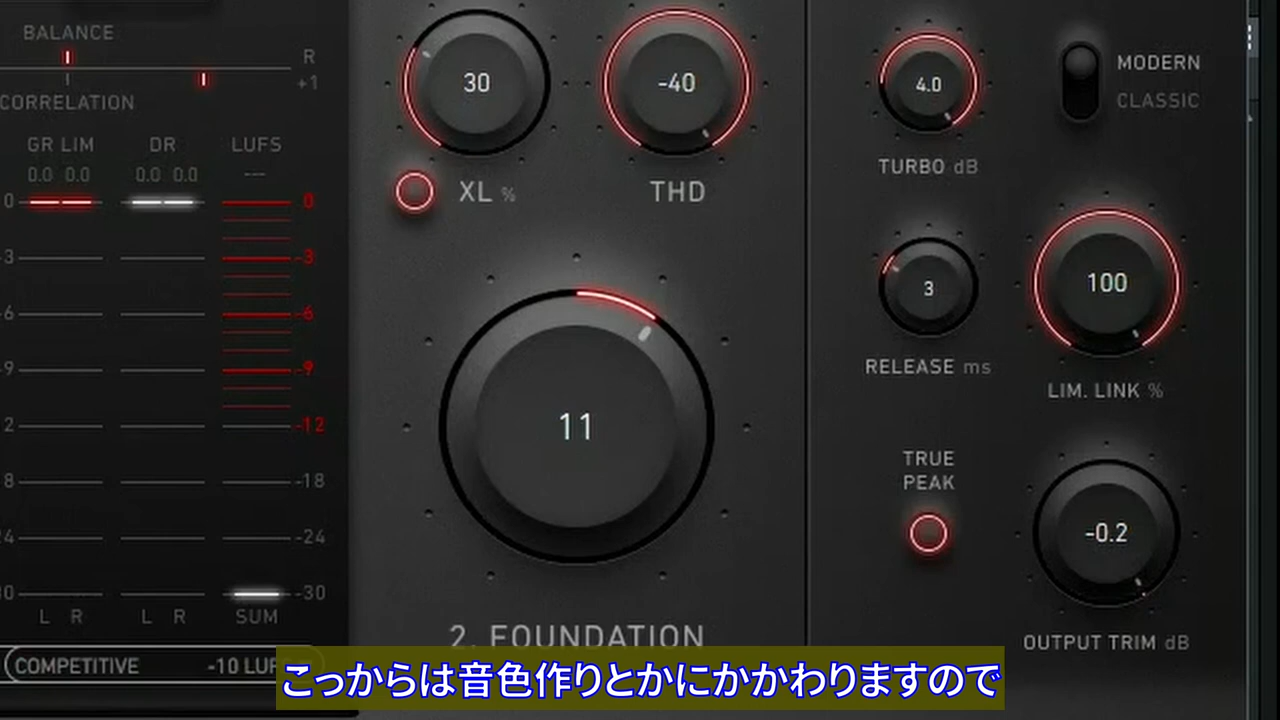 BALANCE
R
+1
CORRELATION
GR LIM DR LUFS
0.0 0.0 0.0 0.0 ---
0 0
-3 -3
-6 -6
-9 -9
2 -12
8 -18
24 -24
30 -30
L R L R SUM
COMPETITIVE -10 LUF
30
XL %
-40
THD
11
2. FOUNDATION
4.0
TURBO dB
MODERN
CLASSIC
3
RELEASE ms
100
LIM. LINK %
TRUE
PEAK
-0.2
OUTPUT TRIM dB
こっからは音色作りとかにかかわりますので